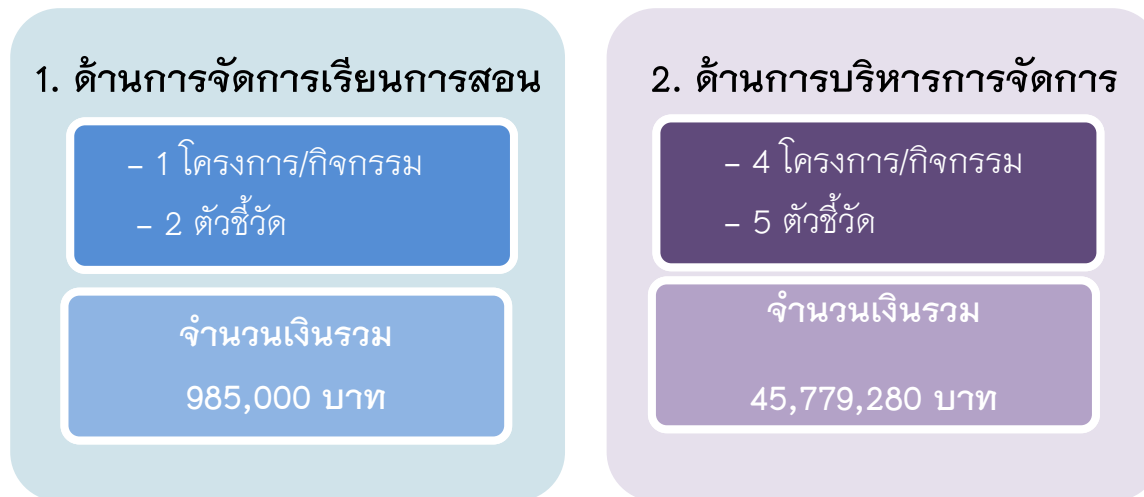 1. ด้านการจัดการเรียนการสอน
– 1 โครงการ/กิจกรรม
– 2 ตัวชี้วัด
จำนวนเงินรวม
985,000 บาท
2. ด้านการบริหารการจัดการ
– 4 โครงการ/กิจกรรม
– 5 ตัวชี้วัด
จำนวนเงินรวม
45,779,280 บาท